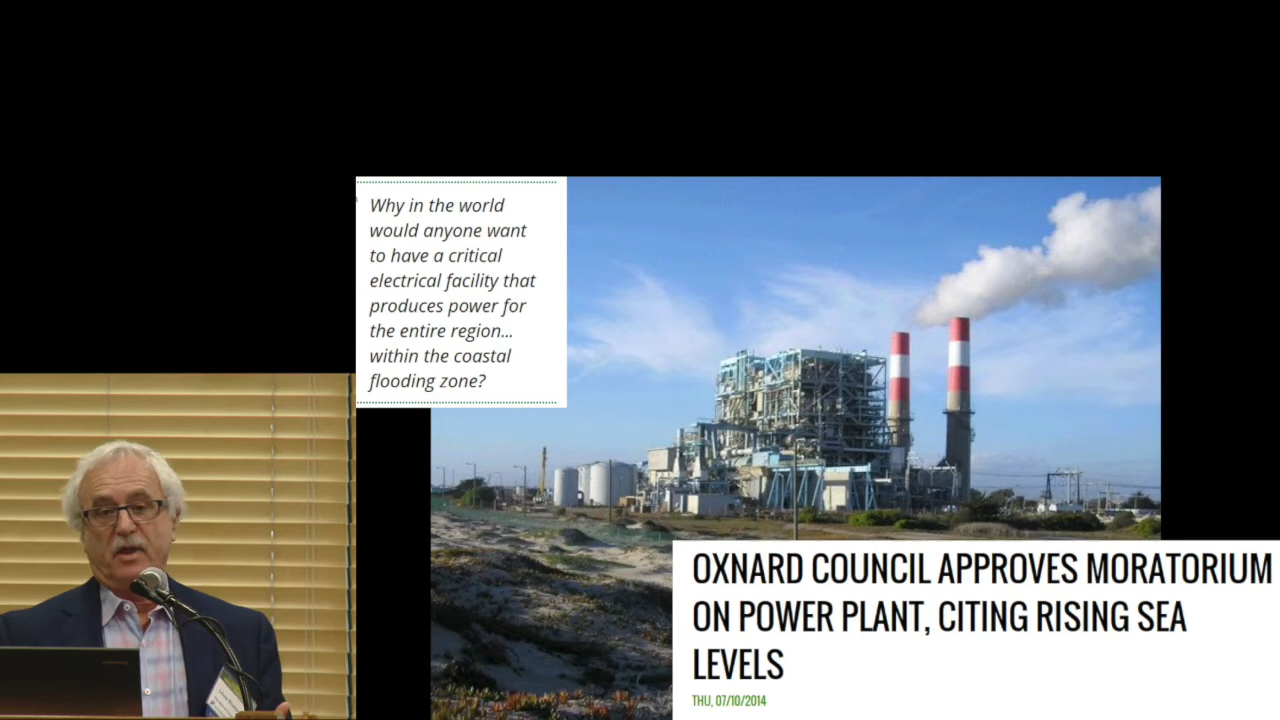 Why in the world
would anyone want
to have a critical
electrical facility that
produces power for
the entire region...
within the coastal
flooding zone?
OXNARD COUNCIL APPROVES MORATORIUM
ON POWER PLANT, CITING RISING SEA
LEVELS
THU, 07/10/2014